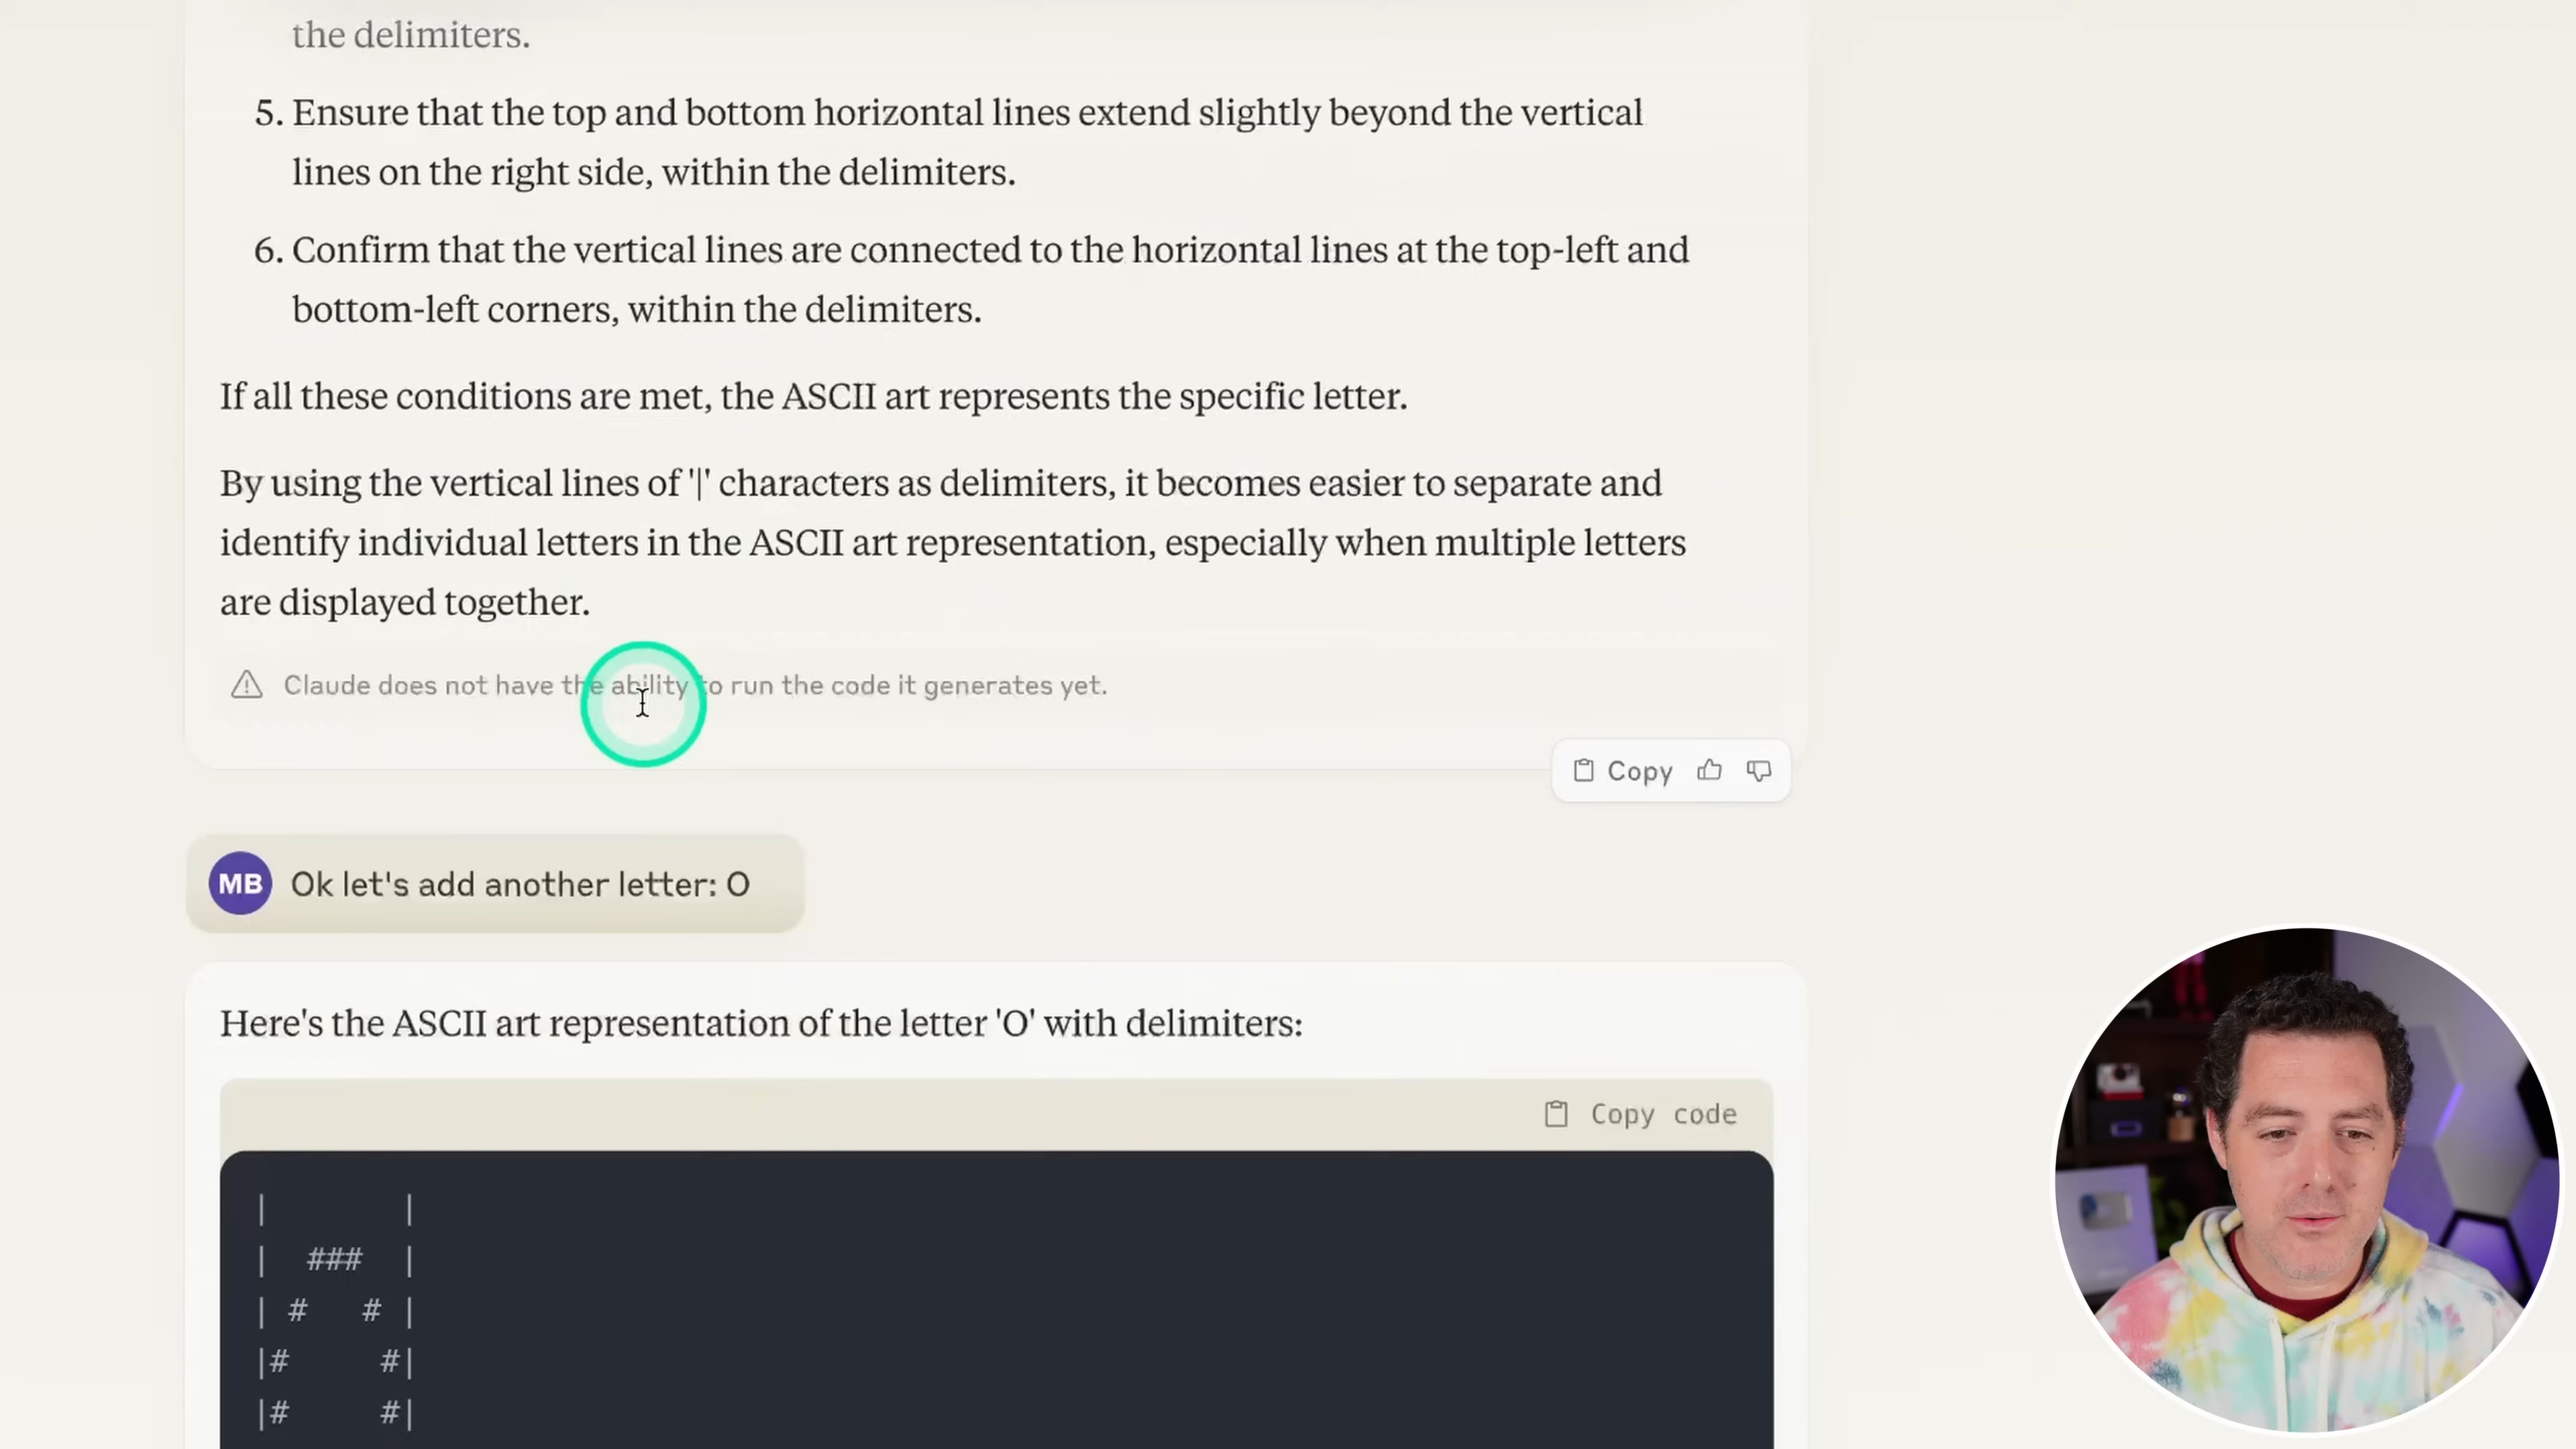 the delimiters.
5. Ensure that the top and bottom horizontal lines extend slightly beyond the vertical
lines on the right side, within the delimiters.
6. Confirm that the vertical lines are connected to the horizontal lines at the top-left and
bottom-left corners, within the delimiters.
If all these conditions are met, the ASCII art represents the specific letter.
By using the vertical lines of '|' characters as delimiters, it becomes easier to separate and
identify individual letters in the ASCII art representation, especially when multiple letters
are displayed together.
Claude does not have the ability to run the code it generates yet.
Copy
MB Ok let's add another letter: O
Here's the ASCII art representation of the letter 'O' with delimiters:
Copy code
|       |
|  ###  |
| #   # |
|#     #|
|#     #|